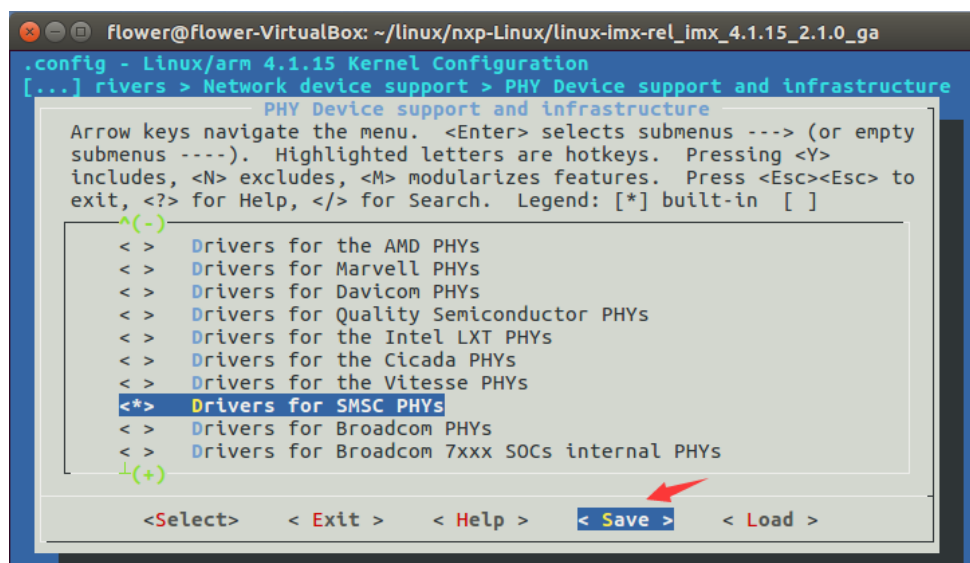 flower@flower-VirtualBox: ~/linux/nxp-Linux/linux-imx-rel_imx_4.1.15_2.1.0_ga
.config - Linux/arm 4.1.15 Kernel Configuration
[...] rivers > Network device support > PHY Device support and infrastructure
PHY Device support and infrastructure
Arrow keys navigate the menu.  <Enter> selects submenus ---> (or empty
submenus ----).  Highlighted letters are hotkeys.  Pressing <Y>
includes, <N> excludes, <M> modularizes features.  Press <Esc><Esc> to
exit, <?> for Help, </> for Search.  Legend: [*] built-in  [ ]
^(-)
< >   Drivers for the AMD PHYs
< >   Drivers for Marvell PHYs
< >   Drivers for Davicom PHYs
< >   Drivers for Quality Semiconductor PHYs
< >   Drivers for the Intel LXT PHYs
< >   Drivers for the Cicada PHYs
< >   Drivers for the Vitesse PHYs
<*>   Drivers for SMSC PHYs
< >   Drivers for Broadcom PHYs
< >   Drivers for Broadcom 7xxx SOCs internal PHYs
┴(+)
<Select>    < Exit >    < Help >    < Save >    < Load >